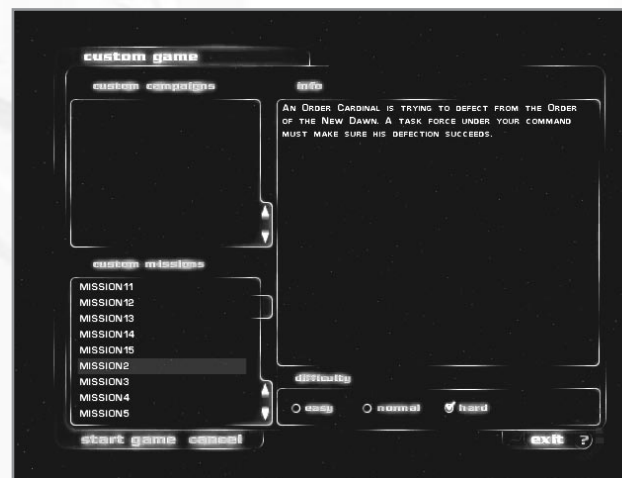 custom game
custom campaigns
info
AN ORDER CARDINAL IS TRYING TO DEFECT FROM THE ORDER
OF THE NEW DAWN. A TASK FORCE UNDER YOUR COMMAND
MUST MAKE SURE HIS DEFECTION SUCCEEDS.
custom missions
MISSION11
MISSION12
MISSION13
MISSION14
MISSION15
MISSION2
MISSION3
MISSION4
MISSION5
difficulty
easy normal hard
start game cancel
exit ?